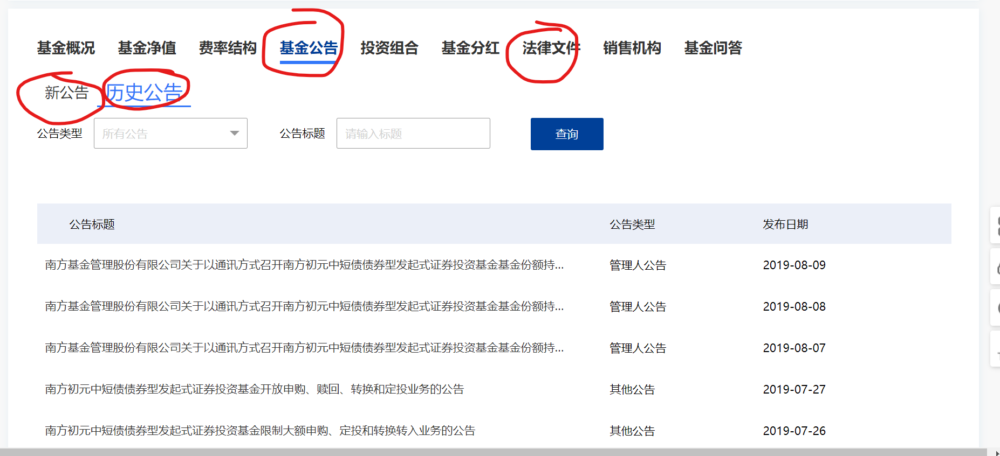 基金概况 基金净值 费率结构 基金公告 投资组合 基金分红 法律文件 销售机构 基金问答
新公告 历史公告
公告类型 所有公告 公告标题 请输入标题 查询
公告标题 公告类型 发布日期
南方基金管理股份有限公司关于以通讯方式召开南方初元中短债债券型发起式证券投资基金基金份额持... 管理人公告 2019-08-09
南方基金管理股份有限公司关于以通讯方式召开南方初元中短债债券型发起式证券投资基金基金份额持... 管理人公告 2019-08-08
南方基金管理股份有限公司关于以通讯方式召开南方初元中短债债券型发起式证券投资基金基金份额持... 管理人公告 2019-08-07
南方初元中短债债券型发起式证券投资基金开放申购、赎回、转换和定投业务的公告 其他公告 2019-07-27
南方初元中短债债券型发起式证券投资基金限制大额申购、定投和转换转入业务的公告 其他公告 2019-07-26